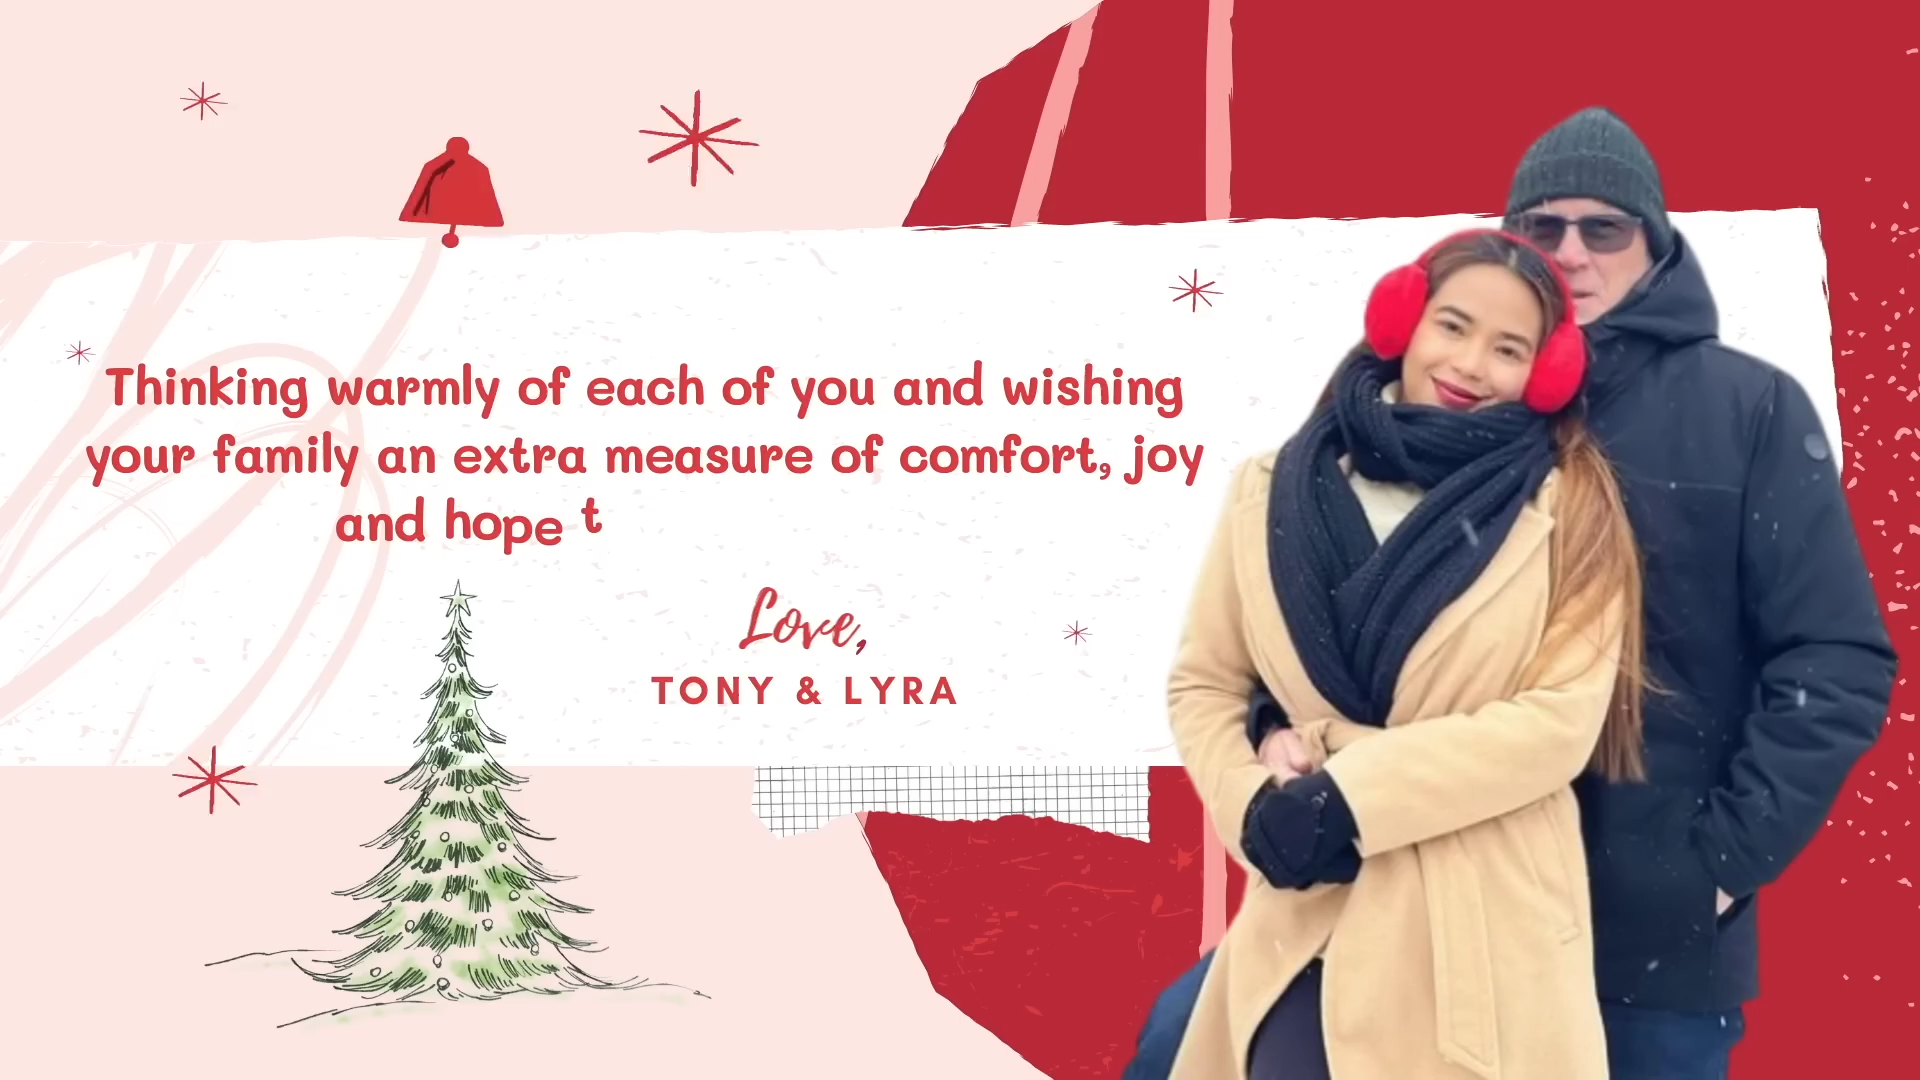 Thinking warmly of each of you and wishing
your family an extra measure of comfort, joy
and hope t
Love,
TONY & LYRA